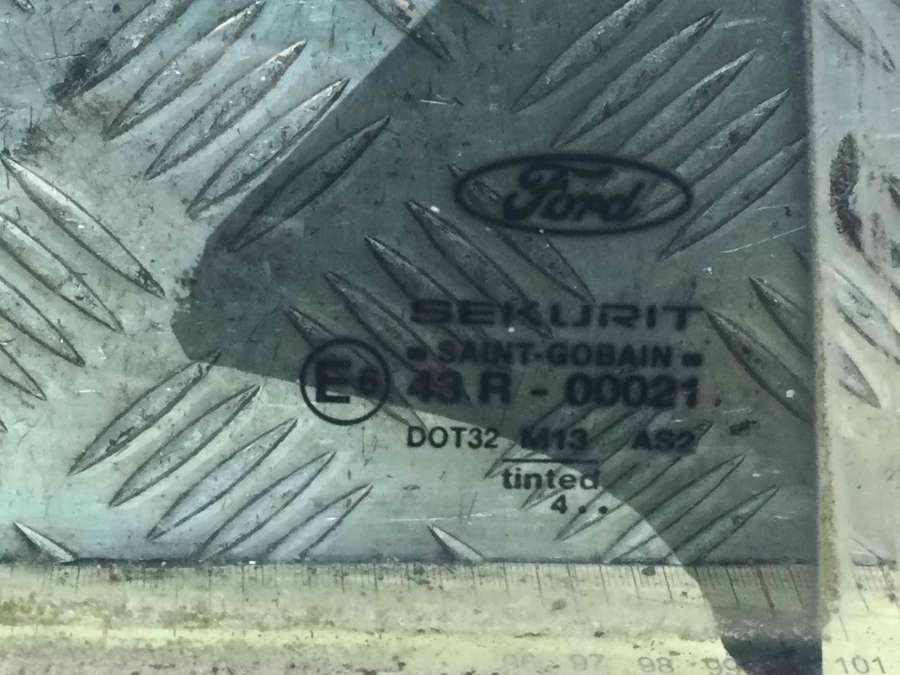 Ford
SEKURIT
SAINT-GOBAIN
E6 43 R - 00021
DOT32 M13 AS2
tinted
4..
96 97 98 99 101